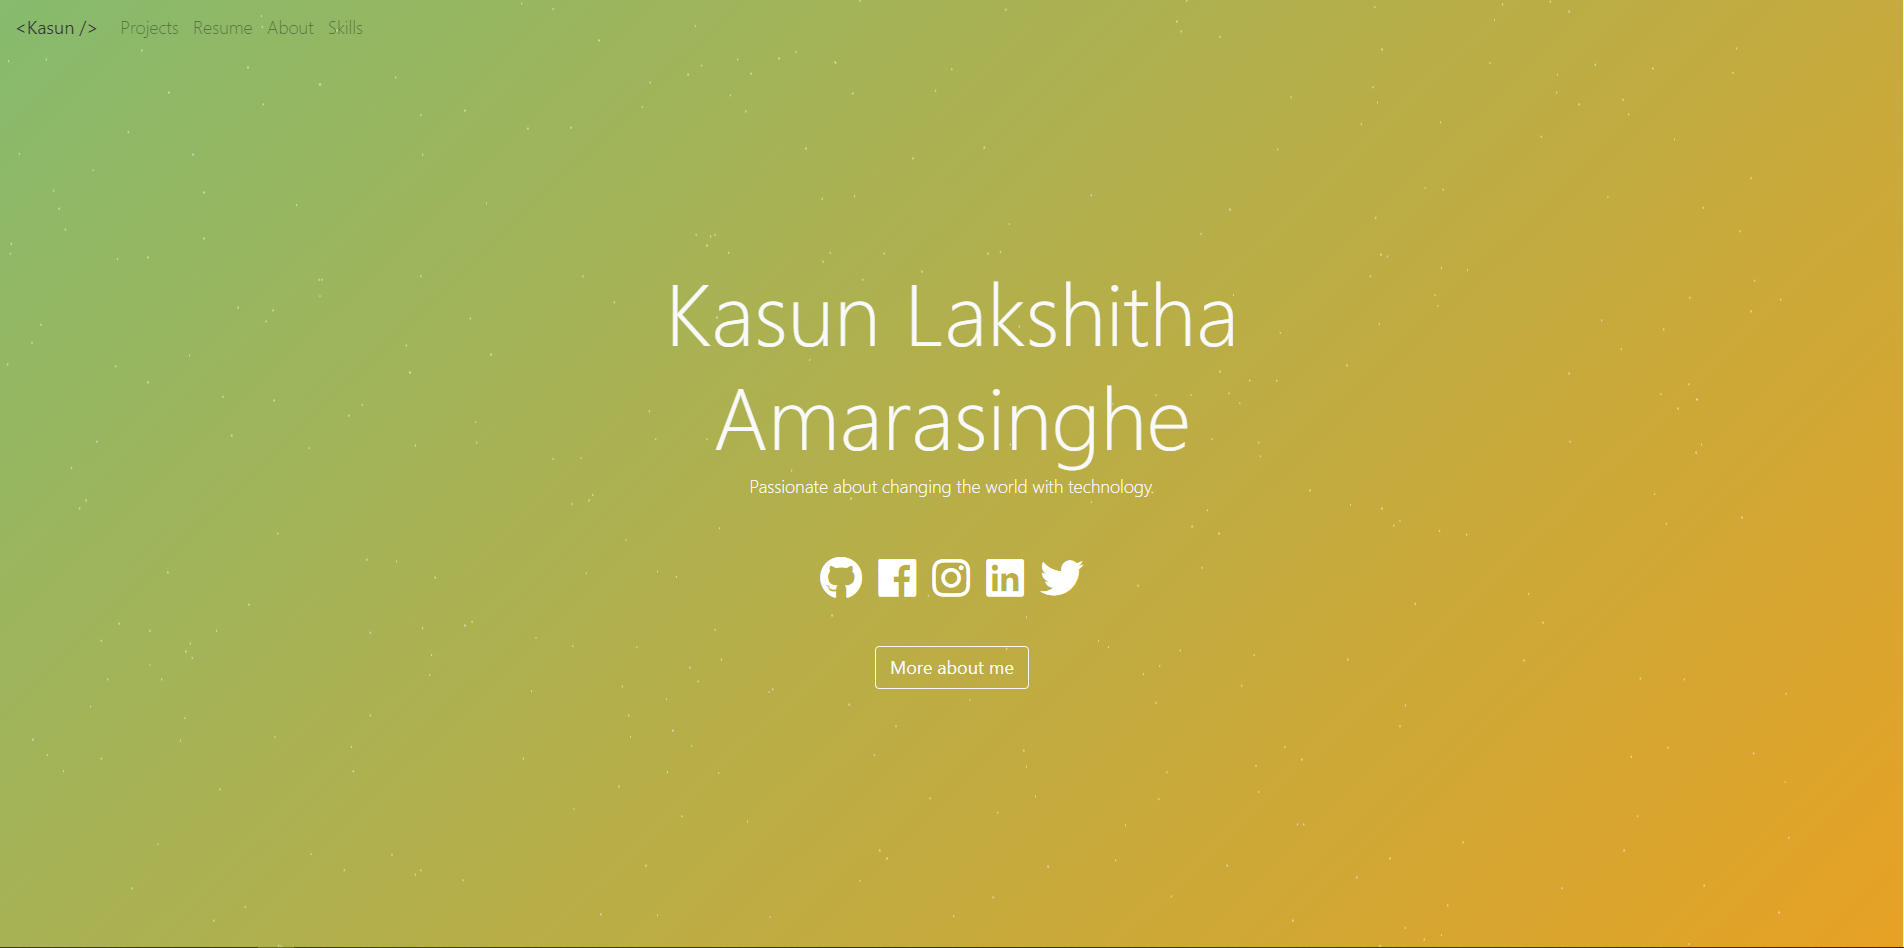 <Kasun /> Projects Resume About Skills
Kasun Lakshitha
Amarasinghe
Passionate about changing the world with technology.
More about me